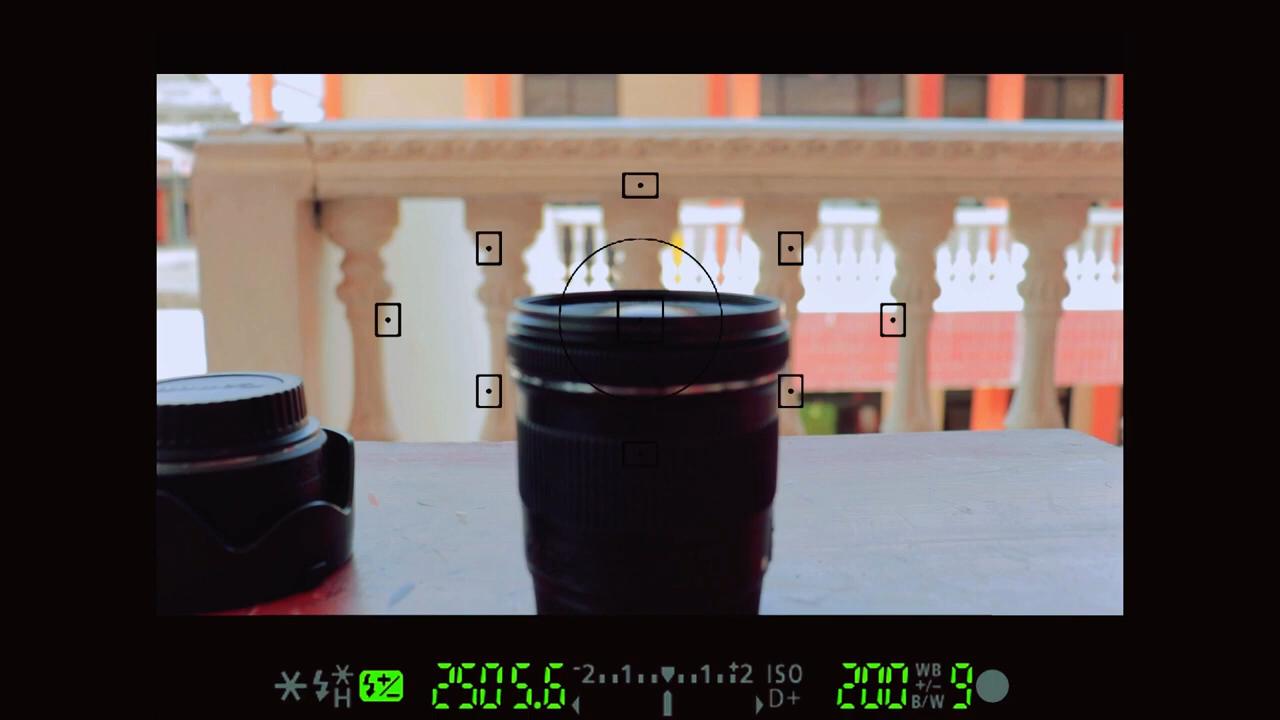 * H +/- 250 5.6 -2..1..▼..1..+2 ISO D+ 200 WB +/- B/W 9